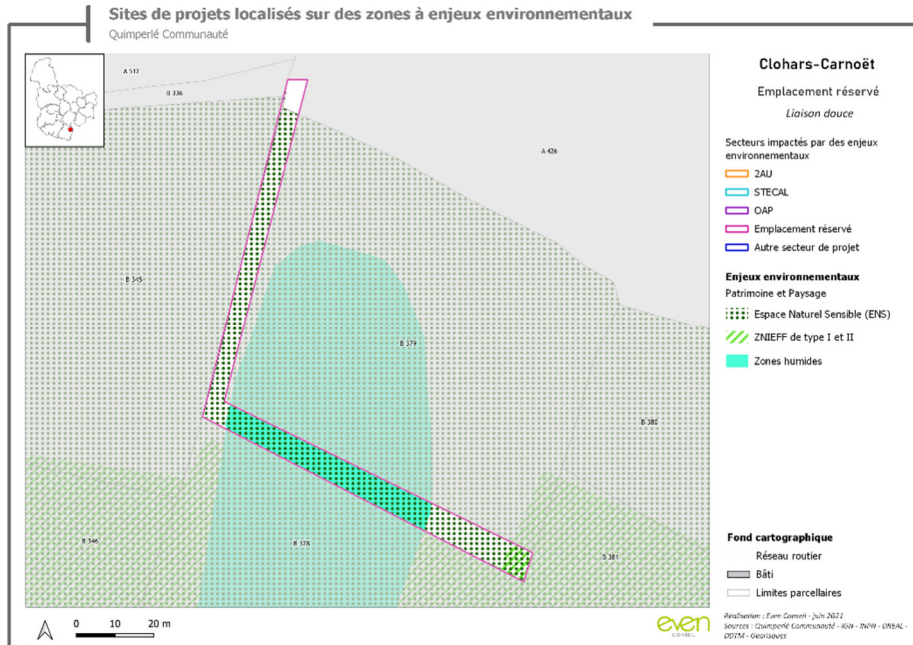 Sites de projets localisés sur des zones à enjeux environnementaux
Quimperlé Communauté
A 512
B 336
A 426
B 345
B 379
B 380
B 346
B 378
B 381
0 10 20 m
Clohars-Carnoët
Emplacement réservé
Liaison douce
Secteurs impactés par des enjeux
environnementaux
2AU
STECAL
OAP
Emplacement réservé
Autre secteur de projet
Enjeux environnementaux
Patrimoine et Paysage
Espace Naturel Sensible (ENS)
ZNIEFF de type I et II
Zones humides
Fond cartographique
Réseau routier
Bâti
Limites parcellaires
even
CONSEIL
Réalisation : Even Conseil - juin 2021
Sources : Quimperlé Communauté - IGN - INPN - DREAL -
DDTM - Georisques